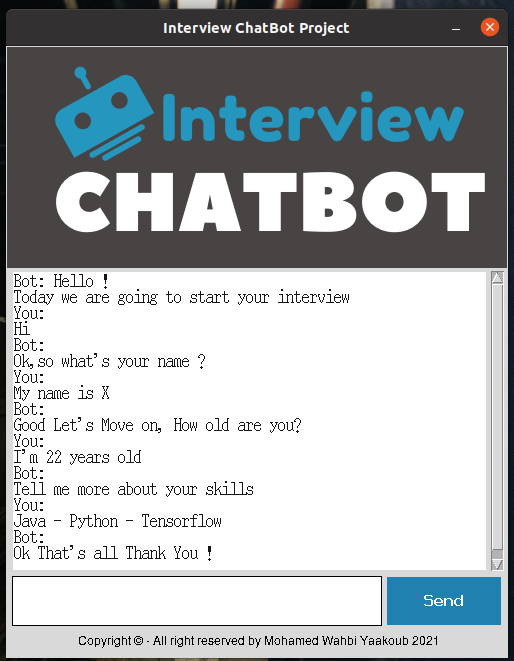 Interview ChatBot Project
Interview
CHATBOT
Bot: Hello !
Today we are going to start your interview
You:
Hi
Bot:
Ok,so what's your name ?
You:
My name is X
Bot:
Good Let's Move on, How old are you?
You:
I'm 22 years old
Bot:
Tell me more about your skills
You:
Java - Python - Tensorflow
Bot:
Ok That's all Thank You !
Send
Copyright © - All right reserved by Mohamed Wahbi Yaakoub 2021